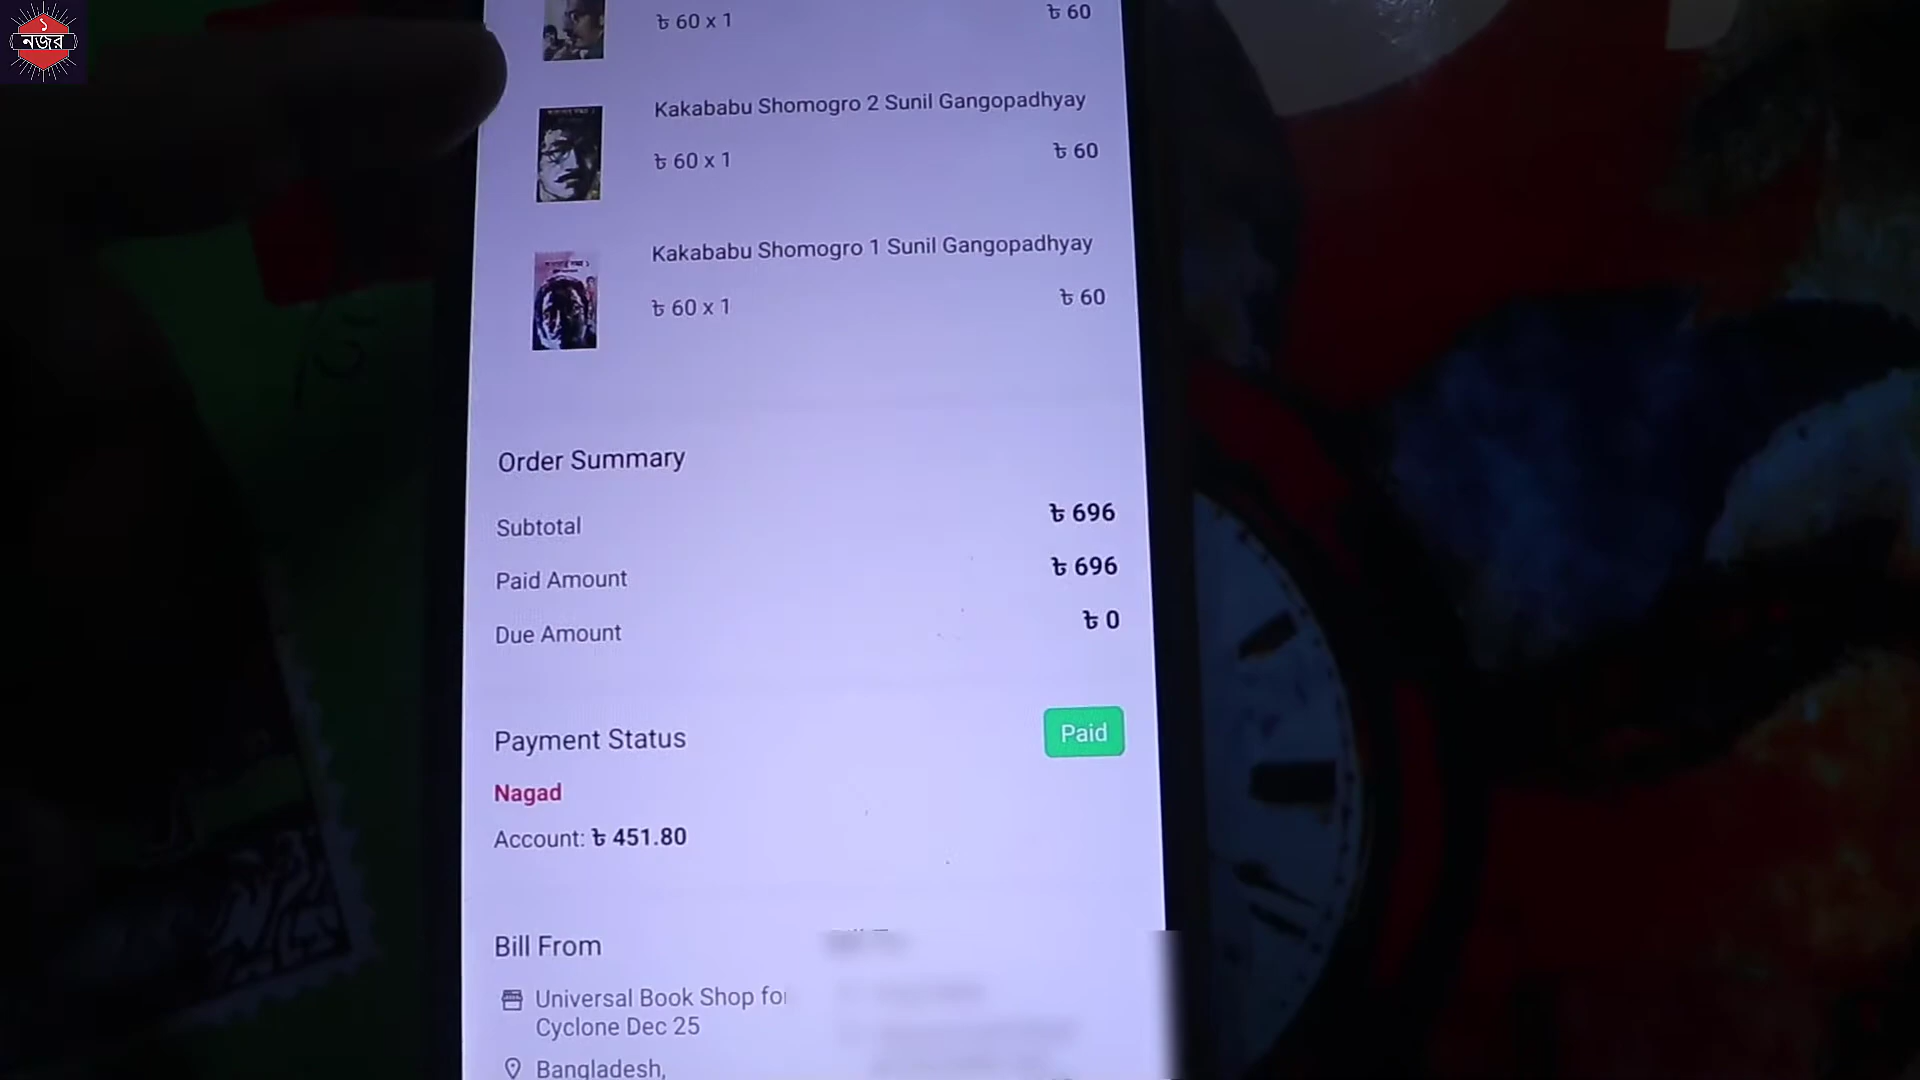 ১
নজর
৳ 60 x 1
৳ 60
Kakababu Shomogro 2 Sunil Gangopadhyay
৳ 60 x 1
৳ 60
Kakababu Shomogro 1 Sunil Gangopadhyay
৳ 60 x 1
৳ 60
Order Summary
Subtotal
৳ 696
Paid Amount
৳ 696
Due Amount
৳ 0
Payment Status
Paid
Nagad
Account: ৳ 451.80
Bill From
Universal Book Shop for
Cyclone Dec 25
Bangladesh,